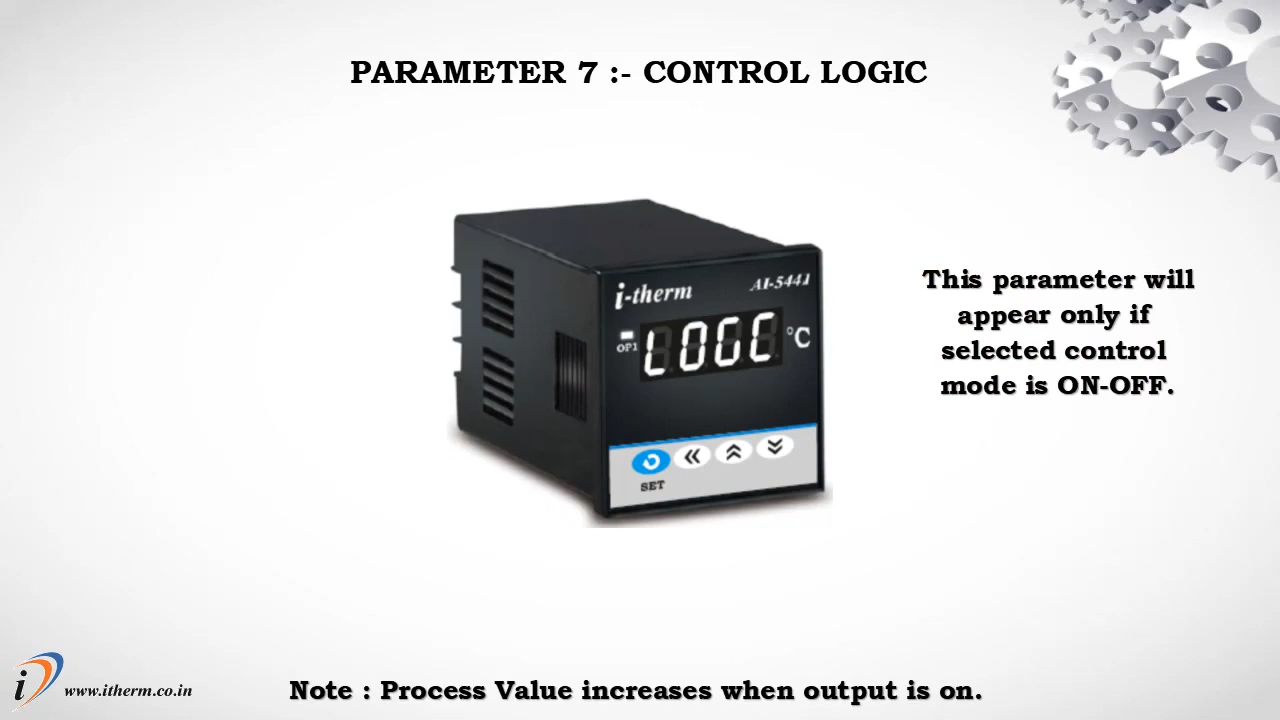 PARAMETER 7 :- CONTROL LOGIC
i-therm AI-5441
LOGC °C
OP1
SET
This parameter will
appear only if
selected control
mode is ON-OFF.
i www.itherm.co.in
Note : Process Value increases when output is on.